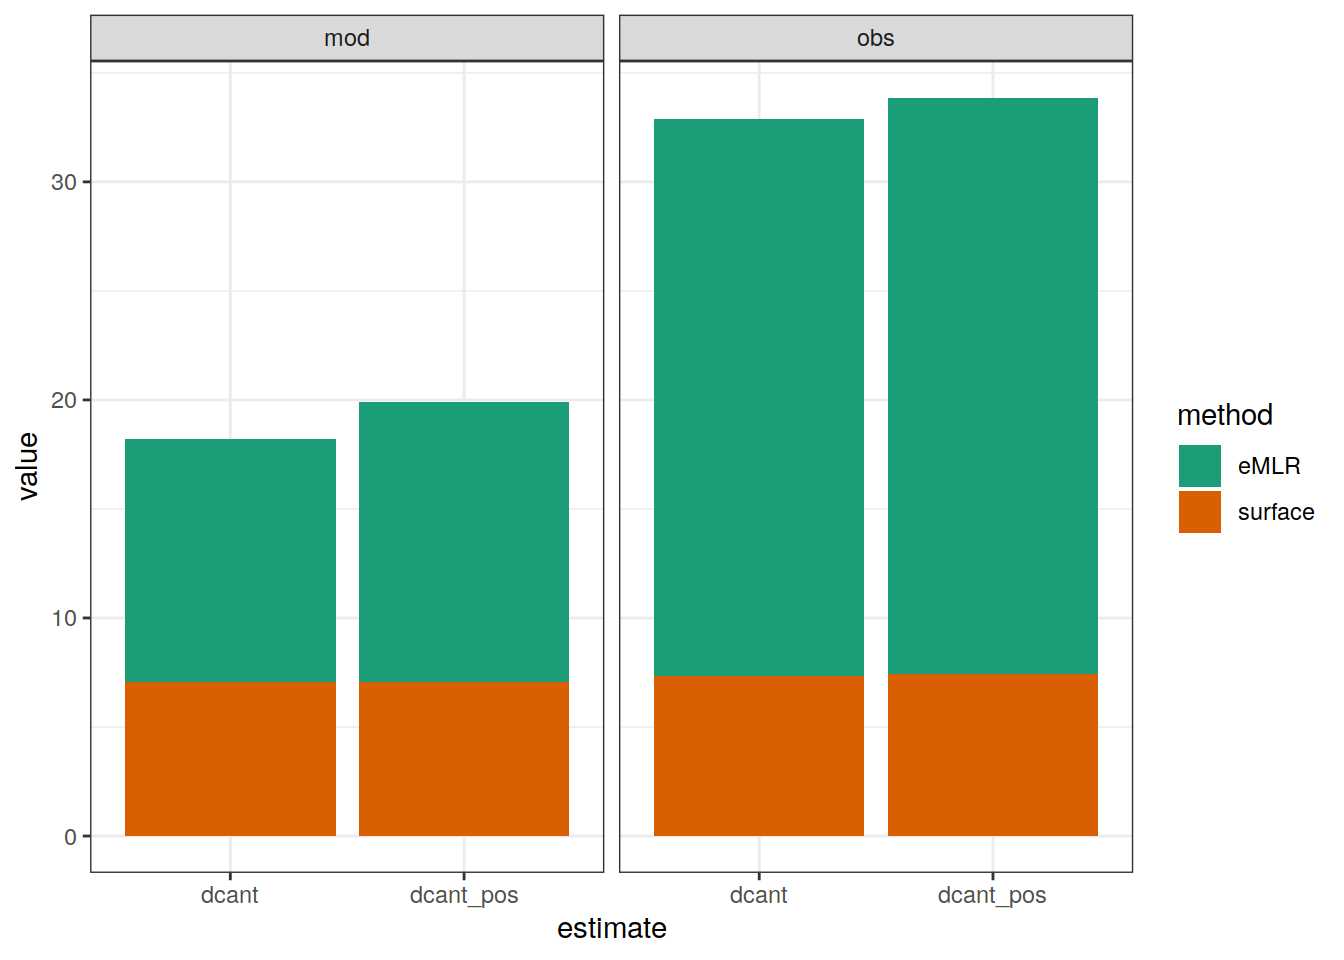 mod
obs
value
30
20
10
0
dcant
dcant_pos
dcant
dcant_pos
estimate
method
eMLR
surface